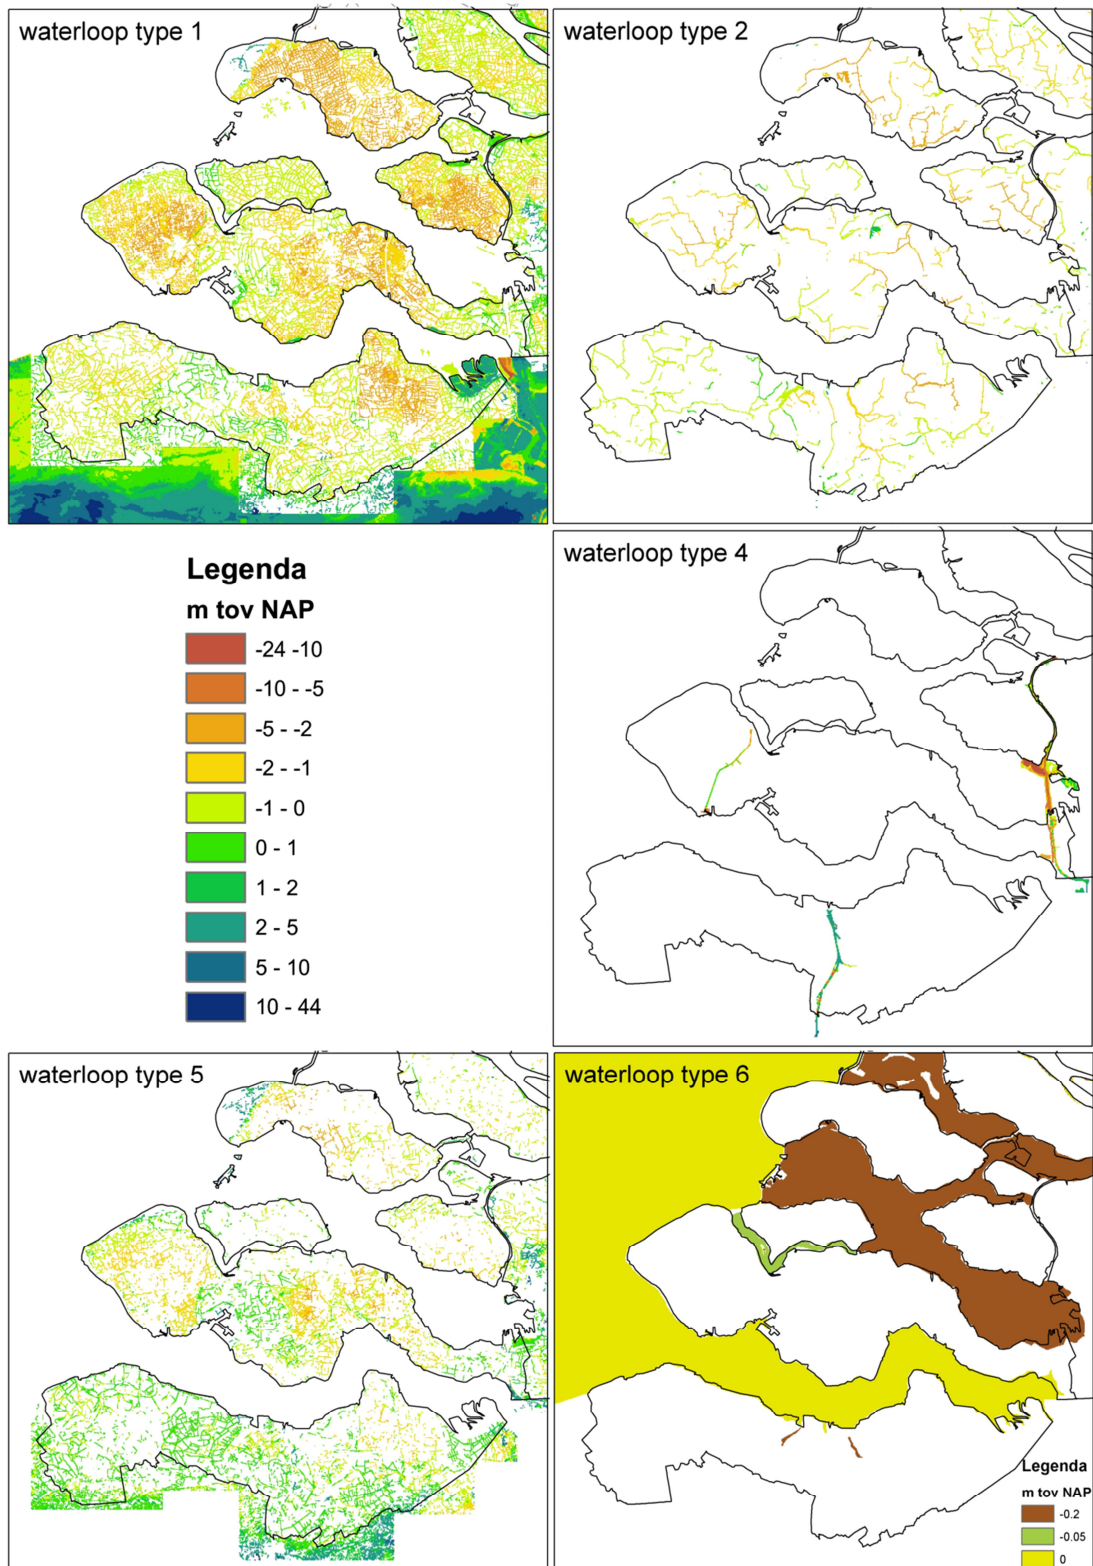 waterloop type 1
waterloop type 2
Legenda
m tov NAP
-24 -10
-10 - -5
-5 - -2
-2 - -1
-1 - 0
0 - 1
1 - 2
2 - 5
5 - 10
10 - 44
waterloop type 4
waterloop type 5
waterloop type 6
Legenda
m tov NAP
-0.2
-0.05
0